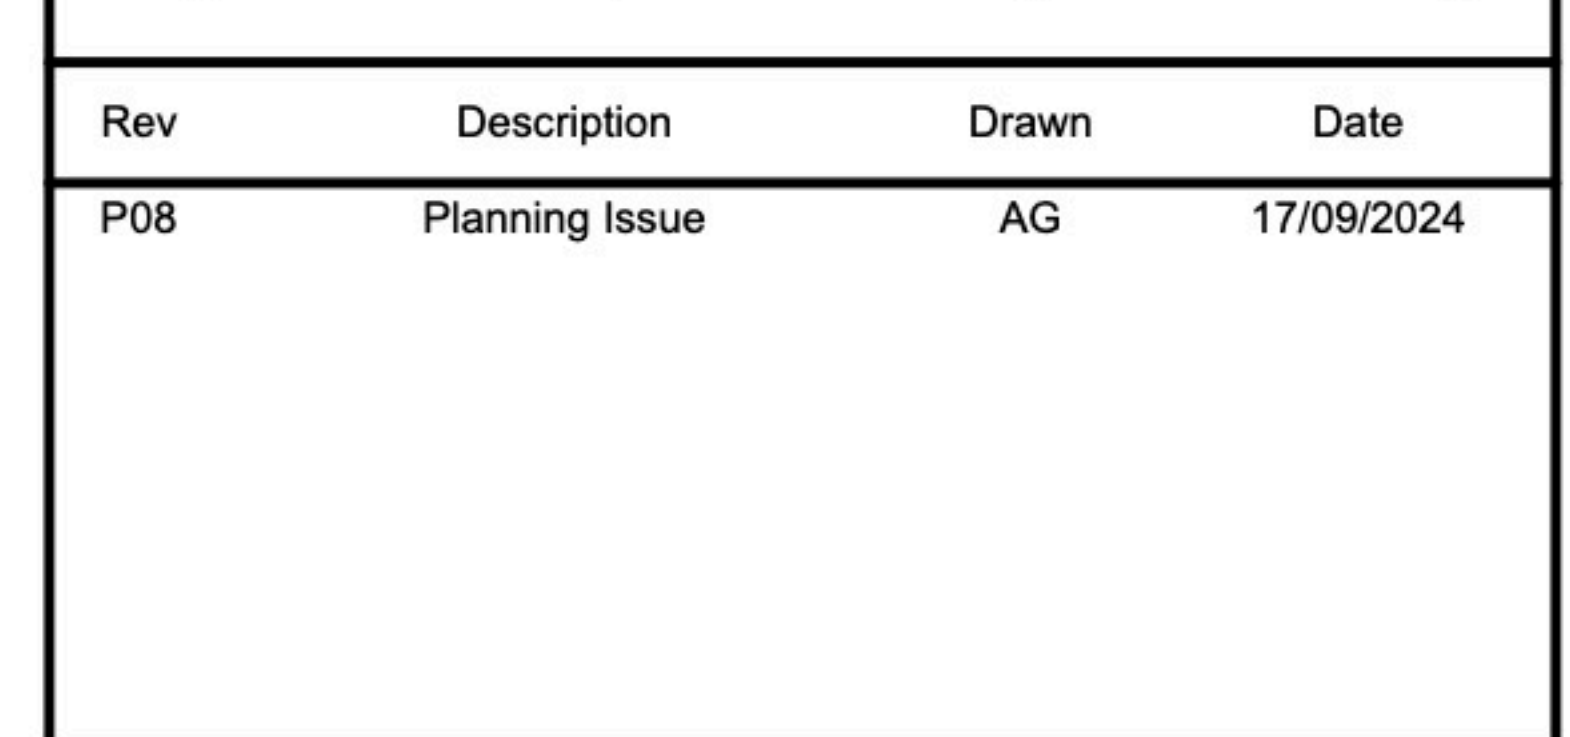 Rev Description Drawn Date
P08 Planning Issue AG 17/09/2024